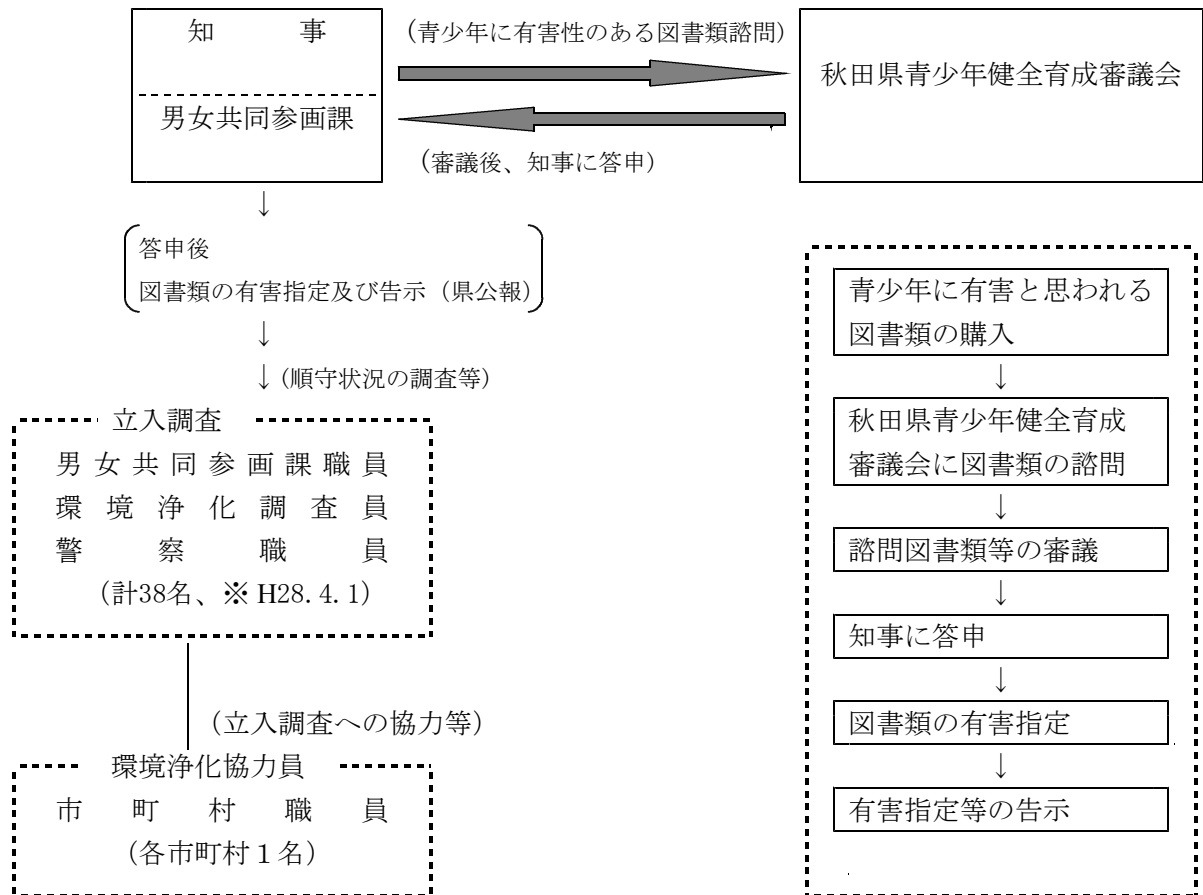 知事
男女共同参画課
(青少年に有害性のある図書類諮問)
(審議後、知事に答申)
秋田県青少年健全育成審議会
↓
答申後
図書類の有害指定及び告示(県公報)
↓
↓(順守状況の調査等)
立入調査
男女共同参画課職員
環境浄化調査員
警察職員
(計38名、※H28.4.1)
(立入調査への協力等)
環境浄化協力員
市町村職員
(各市町村1名)
青少年に有害と思われる
図書類の購入
↓
秋田県青少年健全育成
審議会に図書類の諮問
↓
諮問図書類等の審議
↓
知事に答申
↓
図書類の有害指定
↓
有害指定等の告示